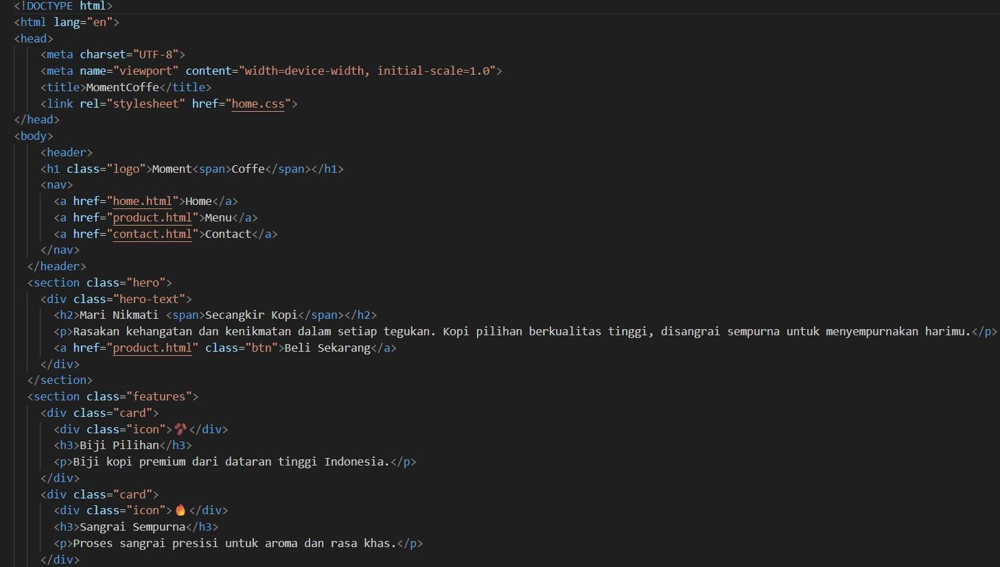 <!DOCTYPE html>
<html lang="en">
<head>
    <meta charset="UTF-8">
    <meta name="viewport" content="width=device-width, initial-scale=1.0">
    <title>MomentCoffe</title>
    <link rel="stylesheet" href="home.css">
</head>
<body>
    <header>
    <h1 class="logo">Moment<span>Coffe</span></h1>
    <nav>
      <a href="home.html">Home</a>
      <a href="product.html">Menu</a>
      <a href="contact.html">Contact</a>
    </nav>
  </header>
  <section class="hero">
    <div class="hero-text">
      <h2>Mari Nikmati <span>Secangkir Kopi</span></h2>
      <p>Rasakan kehangatan dan kenikmatan dalam setiap tegukan. Kopi pilihan berkualitas tinggi, disangrai sempurna untuk menyempurnakan harimu.</p>
      <a href="product.html" class="btn">Beli Sekarang</a>
    </div>
  </section>
  <section class="features">
    <div class="card">
      <div class="icon">🫘</div>
      <h3>Biji Pilihan</h3>
      <p>Biji kopi premium dari dataran tinggi Indonesia.</p>
    </div>
    <div class="card">
      <div class="icon">🔥</div>
      <h3>Sangrai Sempurna</h3>
      <p>Proses sangrai presisi untuk aroma dan rasa khas.</p>
    </div>